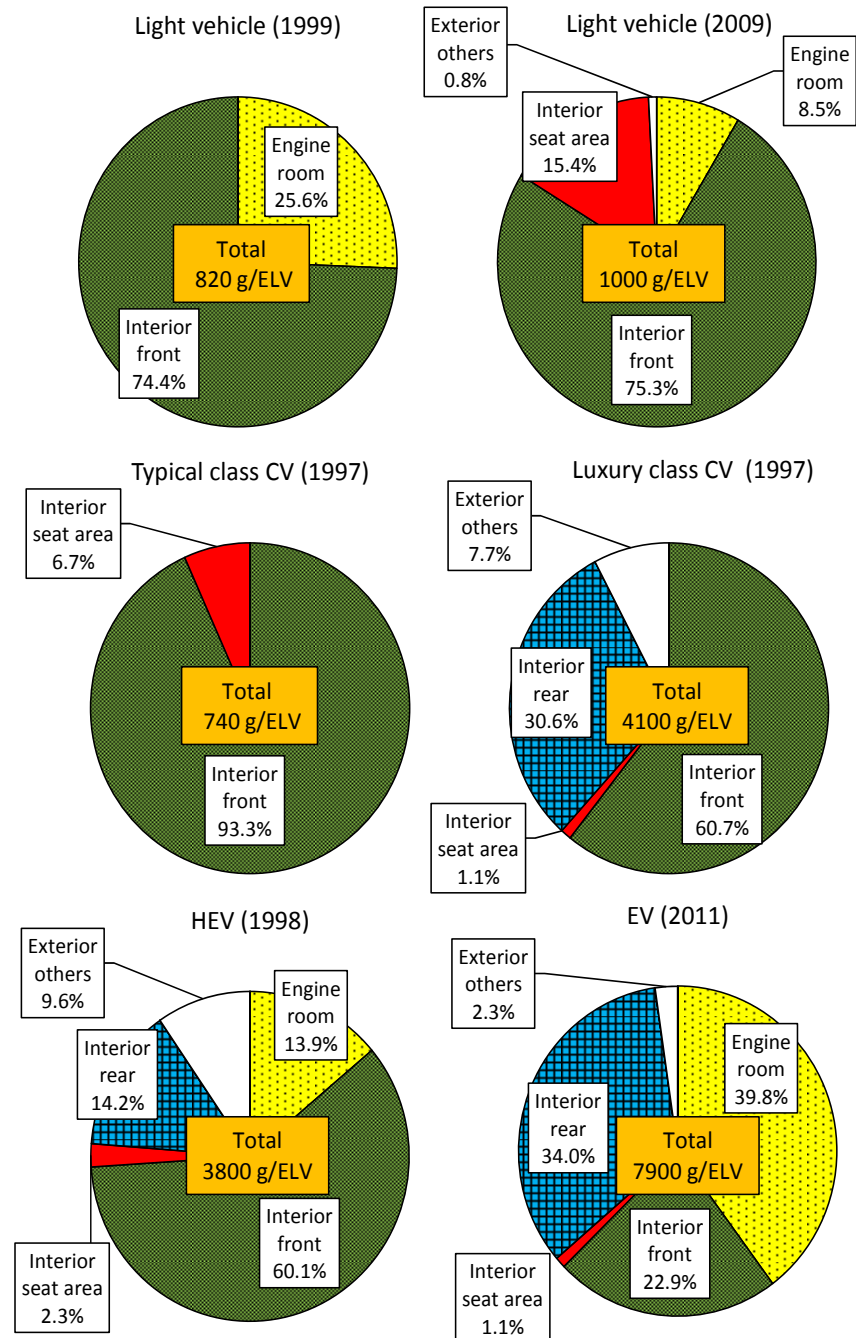 Light vehicle (1999)
Engine
room
25.6%
Total
820 g/ELV
Interior
front
74.4%
Light vehicle (2009)
Exterior
others
0.8%
Engine
room
8.5%
Interior
seat area
15.4%
Total
1000 g/ELV
Interior
front
75.3%
Typical class CV (1997)
Interior
seat area
6.7%
Total
740 g/ELV
Interior
front
93.3%
Luxury class CV (1997)
Exterior
others
7.7%
Interior
rear
30.6%
Total
4100 g/ELV
Interior
front
60.7%
Interior
seat area
1.1%
HEV (1998)
Exterior
others
9.6%
Engine
room
13.9%
Interior
rear
14.2%
Total
3800 g/ELV
Interior
front
60.1%
Interior
seat area
2.3%
EV (2011)
Exterior
others
2.3%
Engine
room
39.8%
Interior
rear
34.0%
Total
7900 g/ELV
Interior
front
22.9%
Interior
seat area
1.1%